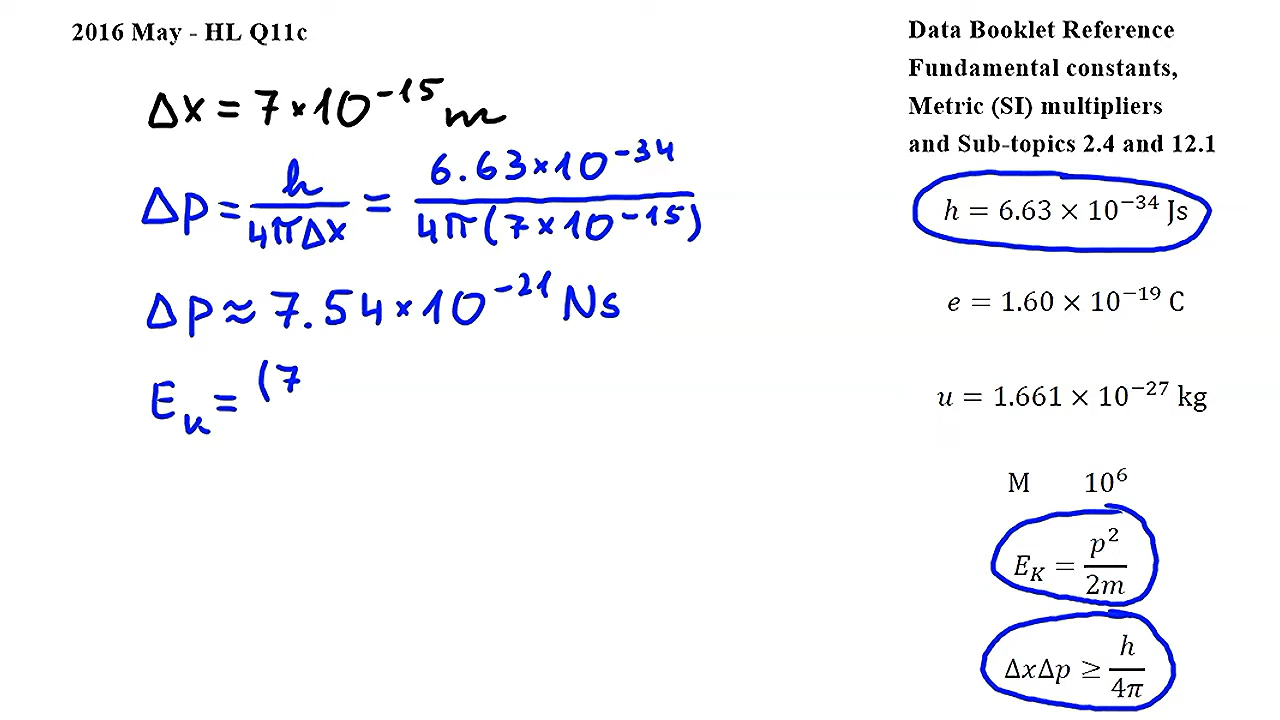 2016 May - HL Q11c
Δx = 7×10⁻¹⁵ m
Δp = h/4πΔx = 6.63×10⁻³⁴/4π(7×10⁻¹⁵)
Δp ≈ 7.54×10⁻²¹ Ns
Eₖ = (7
Data Booklet Reference
Fundamental constants,
Metric (SI) multipliers
and Sub-topics 2.4 and 12.1
h = 6.63 × 10⁻³⁴ Js
e = 1.60 × 10⁻¹⁹ C
u = 1.661 × 10⁻²⁷ kg
M 10⁶
E_K = p²/2m
ΔxΔp ≥ h/4π